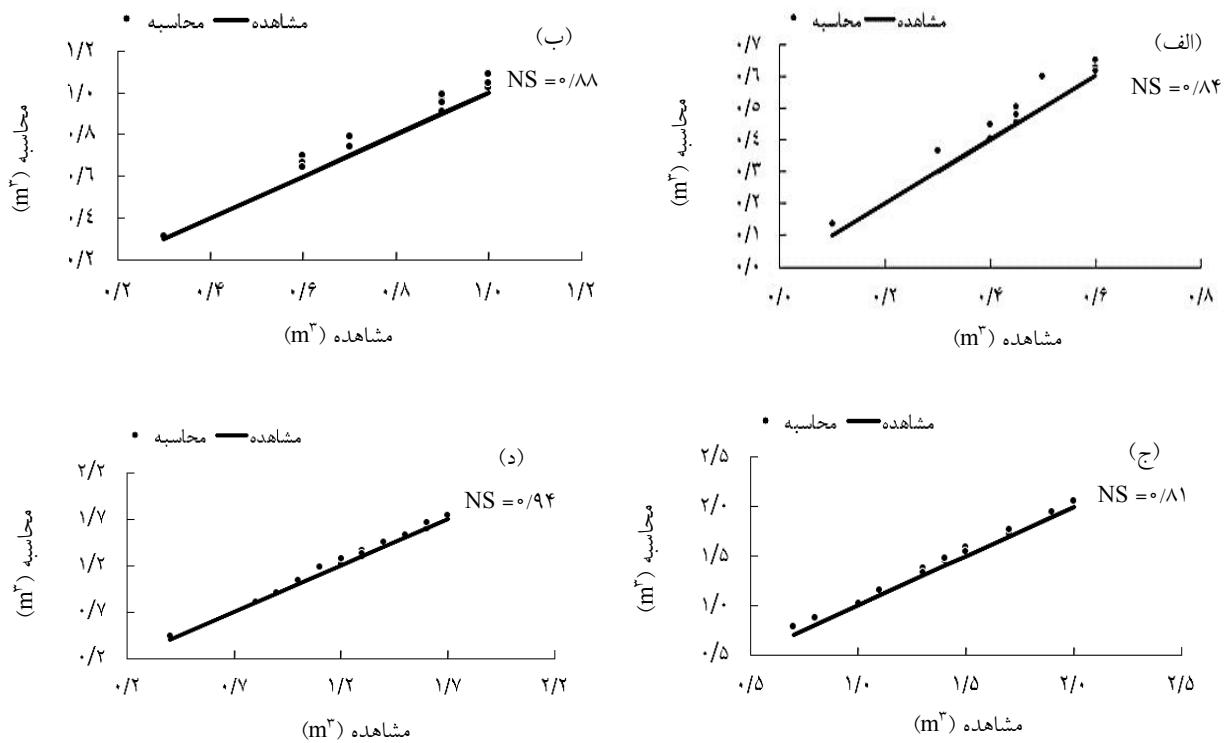 محاسبه مشاهده
(الف)
NS =۰/۸۴
۰/۷
۰/۶
۰/۵
۰/۴
۰/۳
۰/۲
۰/۱
۰/۰
محاسبه (m۳)
۰/۰ ۰/۲ ۰/۴ ۰/۶ ۰/۸
مشاهده (m۳)
محاسبه مشاهده
(ب)
NS =۰/۸۸
۱/۲
۱/۰
۰/۸
۰/۶
۰/٤
۰/۲
محاسبه (m۳)
۰/۲ ۰/۴ ۰/۶ ۰/۸ ۱/۰ ۱/۲
مشاهده (m۳)
محاسبه مشاهده
(ج)
NS =۰/۸۱
۲/۵
۲/۰
۱/۵
۱/۰
۰/۵
محاسبه (m۳)
۰/۵ ۱/۰ ۱/۵ ۲/۰ ۲/۵
مشاهده (m۳)
محاسبه مشاهده
(د)
NS =۰/۹۴
۲/۲
۱/۷
۱/۲
۰/۷
۰/۲
محاسبه (m۳)
۰/۲ ۰/۷ ۱/۲ ۱/۷ ۲/۲
مشاهده (m۳)